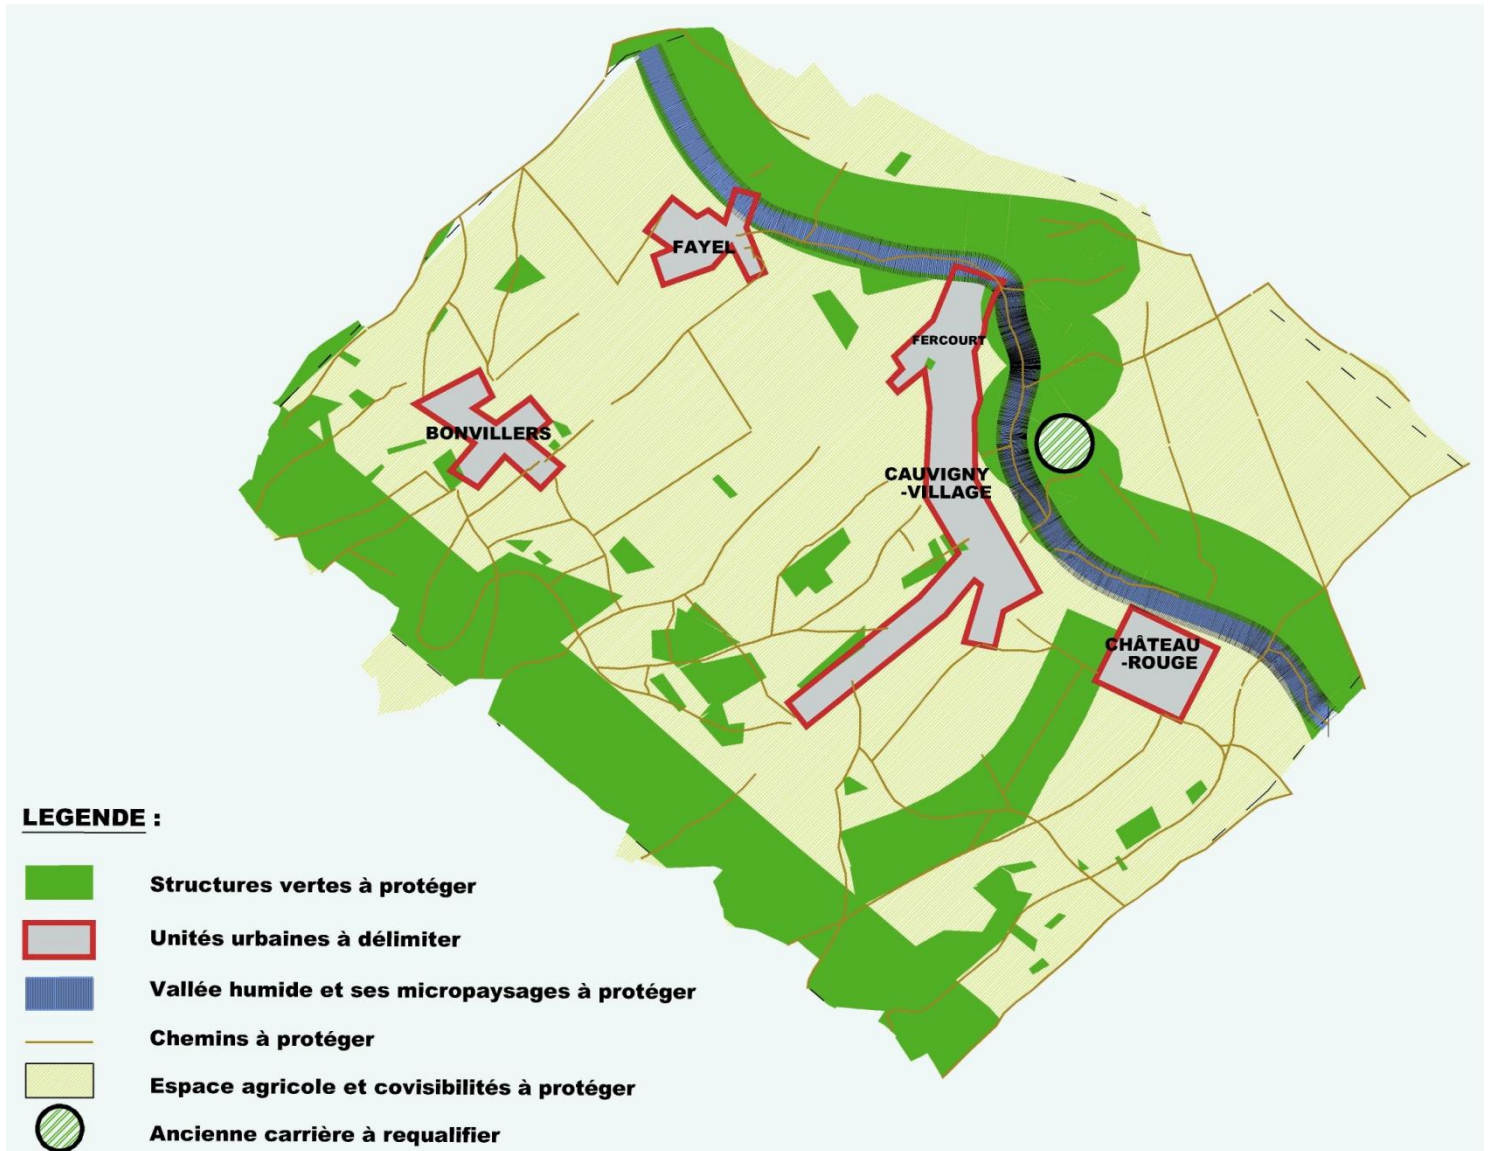 FAYEL
FERCOURT
BONVILLERS
CAUVIGNY
-VILLAGE
CHÂTEAU
-ROUGE
LEGENDE :
Structures vertes à protéger
Unités urbaines à délimiter
Vallée humide et ses micropaysages à protéger
Chemins à protéger
Espace agricole et covisibilités à protéger
Ancienne carrière à requalifier